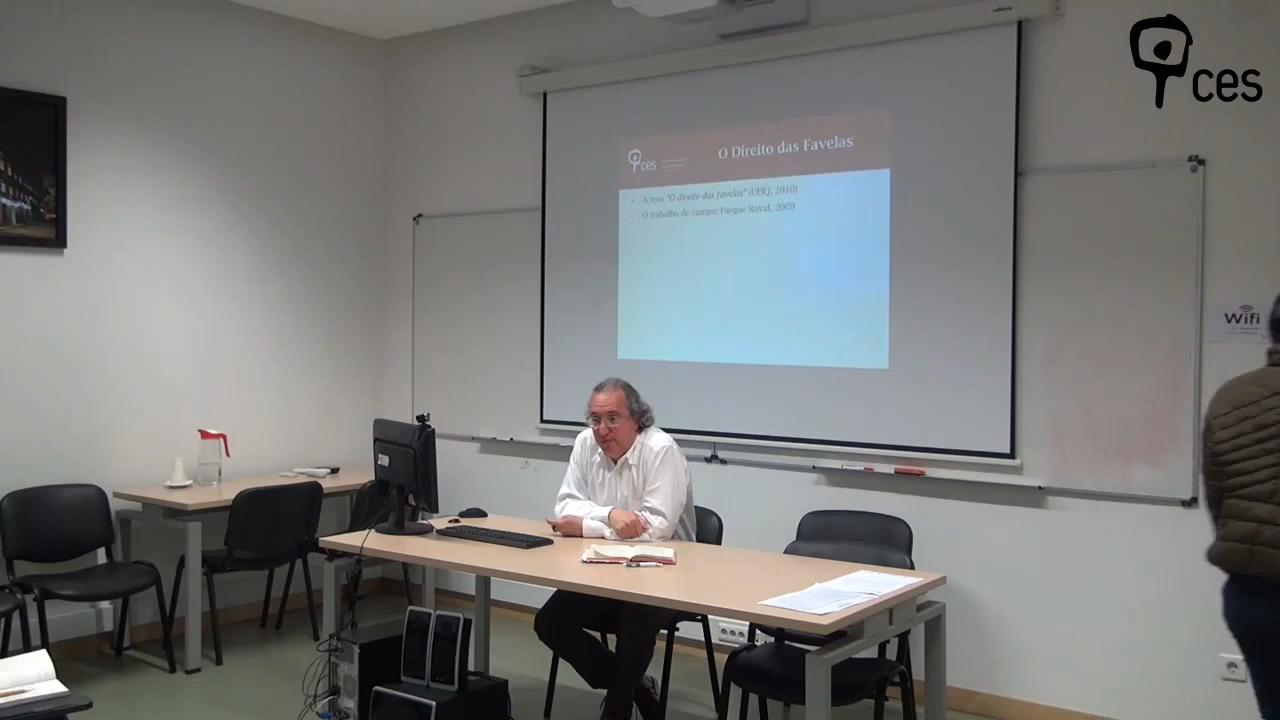 ces
O Direito das Favelas
ces
• A tese "O direito das favelas" (UFRJ, 2010)
• O trabalho de campo: Parque Royal, 2009
Wifi